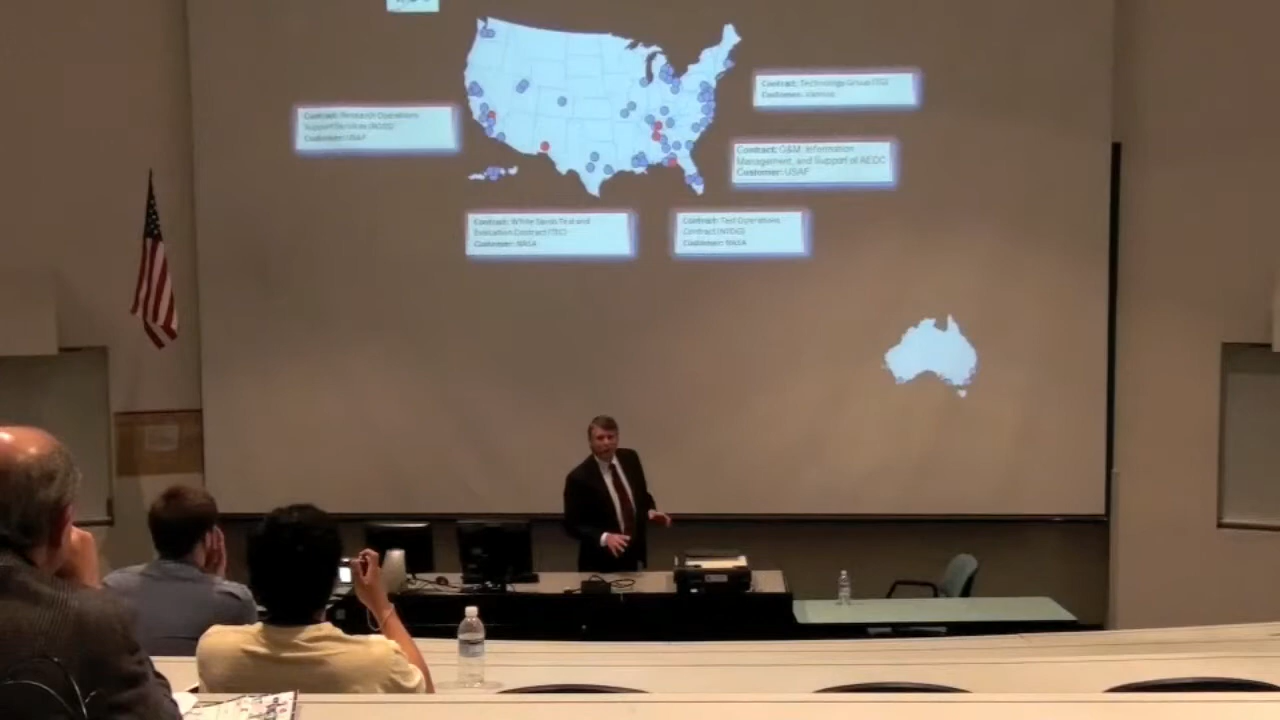 Contract: Technology Group (TG)
Customer: Various
Contract: Research Operations
Support Services (ROSS)
Customer: USAF
Contract: O&M, Information
Management, and Support of AEDC
Customer: USAF
Contract: White Sands Test and
Evaluation Contract (TEC)
Customer: NASA
Contract: Test Operations
Contract
Customer: NASA